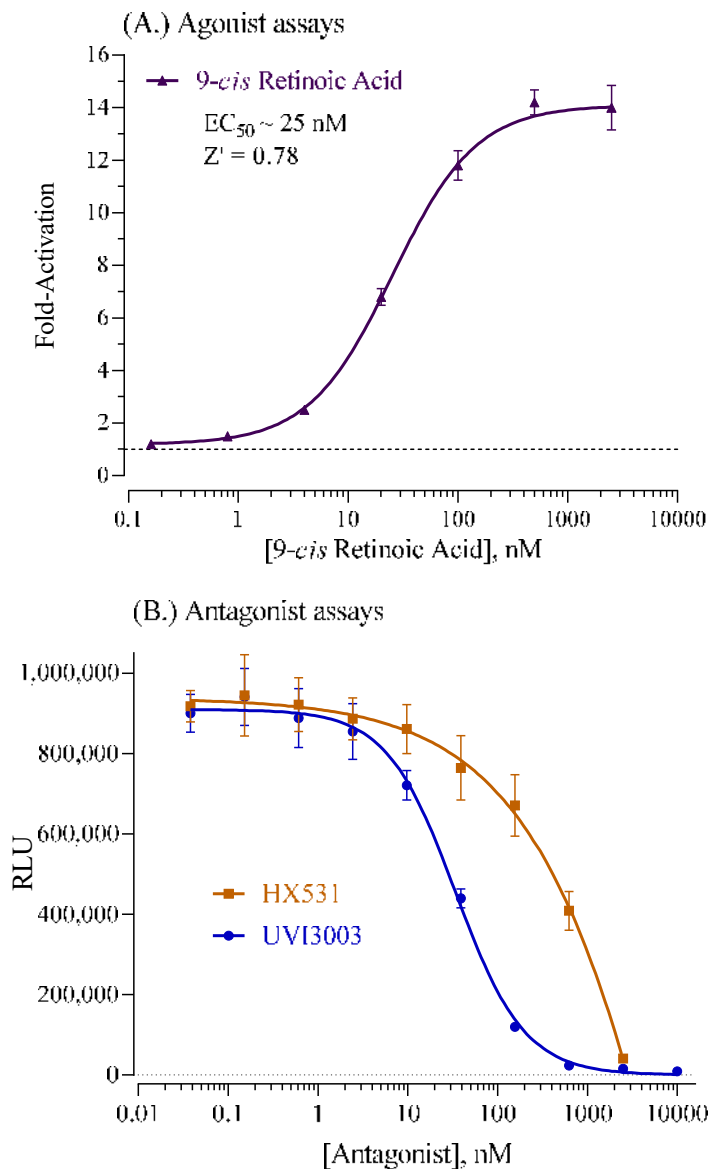 (A.) Agonist assays
16
14
12
10
8
6
4
2
0
Fold-Activation
9-cis Retinoic Acid
EC50 ~ 25 nM
Z' = 0.78
0.1 1 10 100 1000 10000
[9-cis Retinoic Acid], nM
(B.) Antagonist assays
1,000,000
800,000
600,000
400,000
200,000
0
RLU
HX531
UVI3003
0.01 0.1 1 10 100 1000 10000
[Antagonist], nM